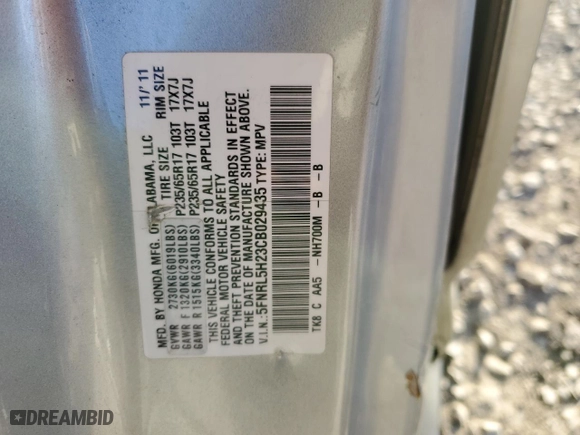 MFD. BY HONDA MFG. OF ALABAMA, LLC 11/'11
GVWR 2730KG(6019LBS) TIRE SIZE RIM SIZE
GAWR F 1320KG(2910LBS) P235/65R17 103T 17X7J
GAWR R 1515KG(3340LBS) P235/65R17 103T 17X7J
THIS VEHICLE CONFORMS TO ALL APPLICABLE
FEDERAL MOTOR VEHICLE SAFETY
AND THEFT PREVENTION STANDARDS IN EFFECT
ON THE DATE OF MANUFACTURE SHOWN ABOVE.
V.I.N.: 5FNRL5H23CB029435 TYPE: MPV
TK8 C AA5 -NH700M -B -B
DREAMBID